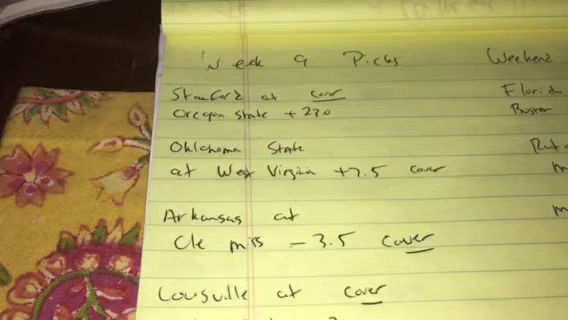 Week 9 Picks Weekend
Stanford at cover
Oregon State +23.0
Florida
Boston
Oklahoma State
at West Virginia +7.5 cover
Arkansas at
Ole miss - 3.5 cover
Louisville at cover